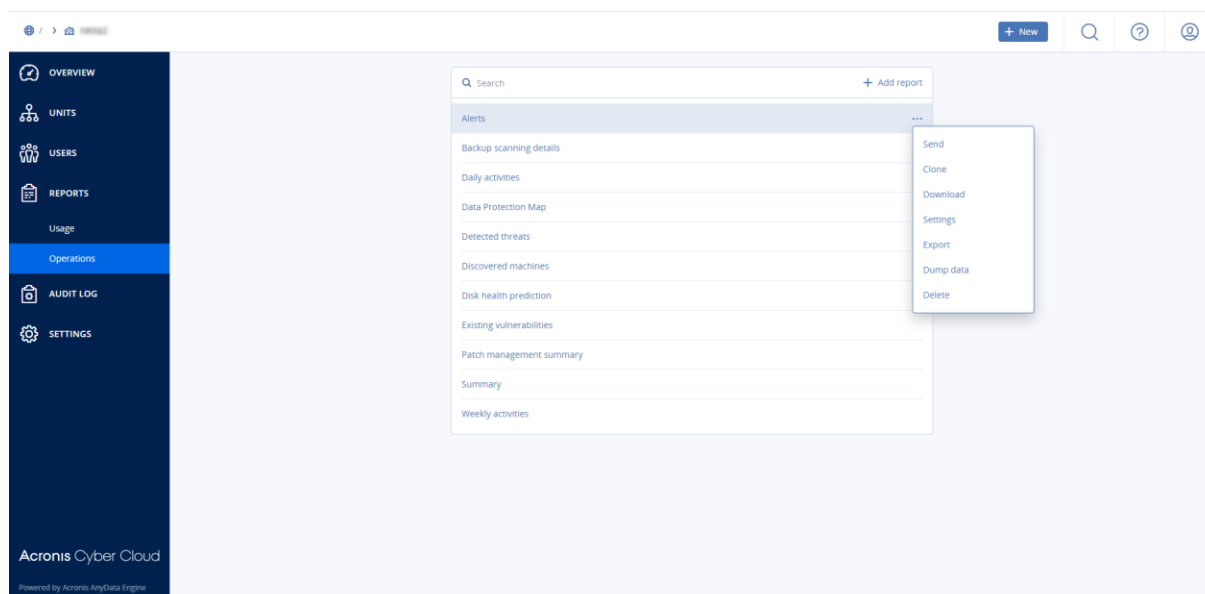 /
+ New
OVERVIEW
UNITS
USERS
REPORTS
Usage
Operations
AUDIT LOG
SETTINGS
Acronis Cyber Cloud
Powered by Acronis AnyData Engine
Search
+ Add report
Alerts
Backup scanning details
Daily activities
Data Protection Map
Detected threats
Discovered machines
Disk health prediction
Existing vulnerabilities
Patch management summary
Summary
Weekly activities
Send
Clone
Download
Settings
Export
Dump data
Delete